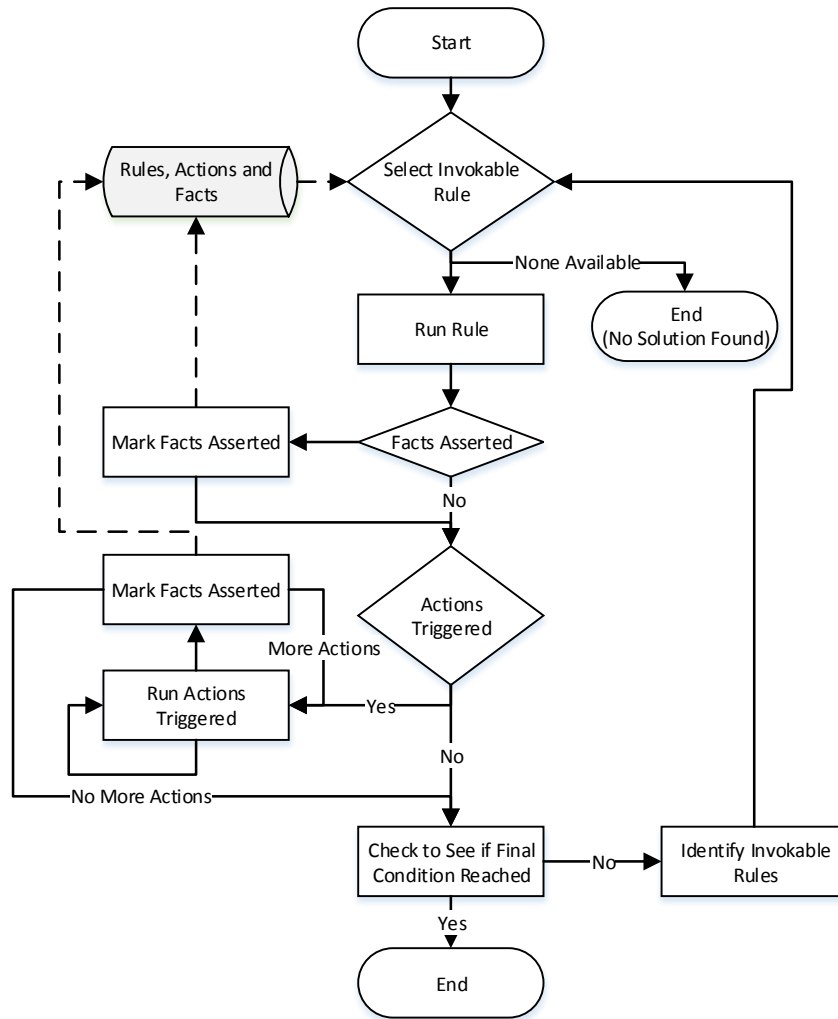 Start
Rules, Actions and
Facts
Select Invokable
Rule
None Available
End
(No Solution Found)
Run Rule
Mark Facts Asserted
Facts Asserted
No
Mark Facts Asserted
Actions
Triggered
More Actions
Run Actions
Triggered
Yes
No
No More Actions
Check to See if Final
Condition Reached
No
Identify Invokable
Rules
Yes
End